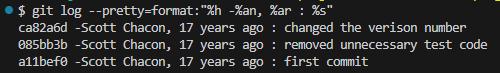 $ git log --pretty=format:"%h -%an, %ar : %s"
ca82a6d -Scott Chacon, 17 years ago : changed the verison number
085bb3b -Scott Chacon, 17 years ago : removed unnecessary test code
a11bef0 -Scott Chacon, 17 years ago : first commit